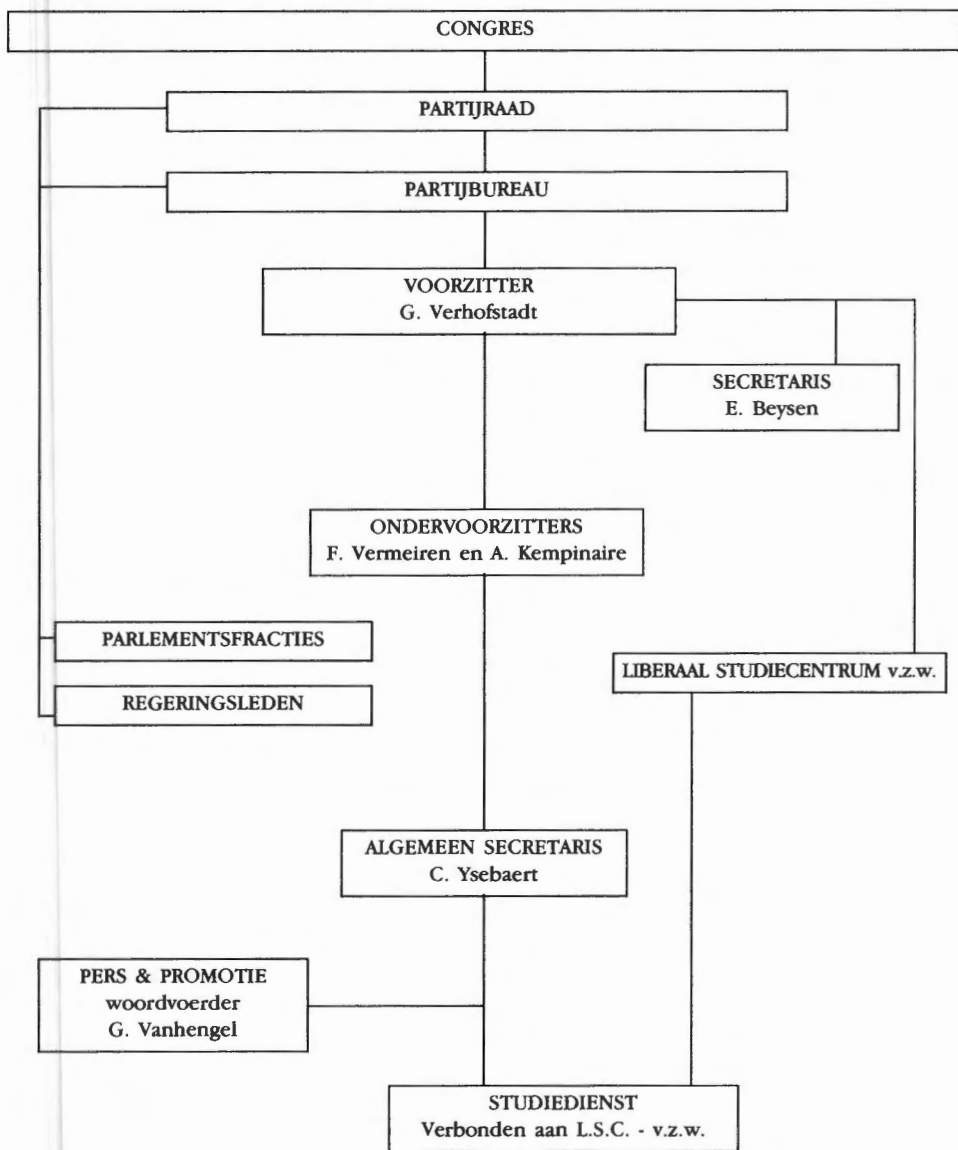 CONGRES
PARTIJRAAD
PARTIJBUREAU
VOORZITTER
G. Verhofstadt
SECRETARIS
E. Beysen
ONDERVOORZITTERS
F. Vermeiren en A. Kempinaire
PARLEMENTSFRACTIES
LIBERAAL STUDIECENTRUM v.z.w.
REGERINGSLEDEN
ALGEMEEN SECRETARIS
C. Ysebaert
PERS & PROMOTIE
woordvoerder
G. Vanhengel
STUDIEDIENST
Verbonden aan L.S.C. - v.z.w.